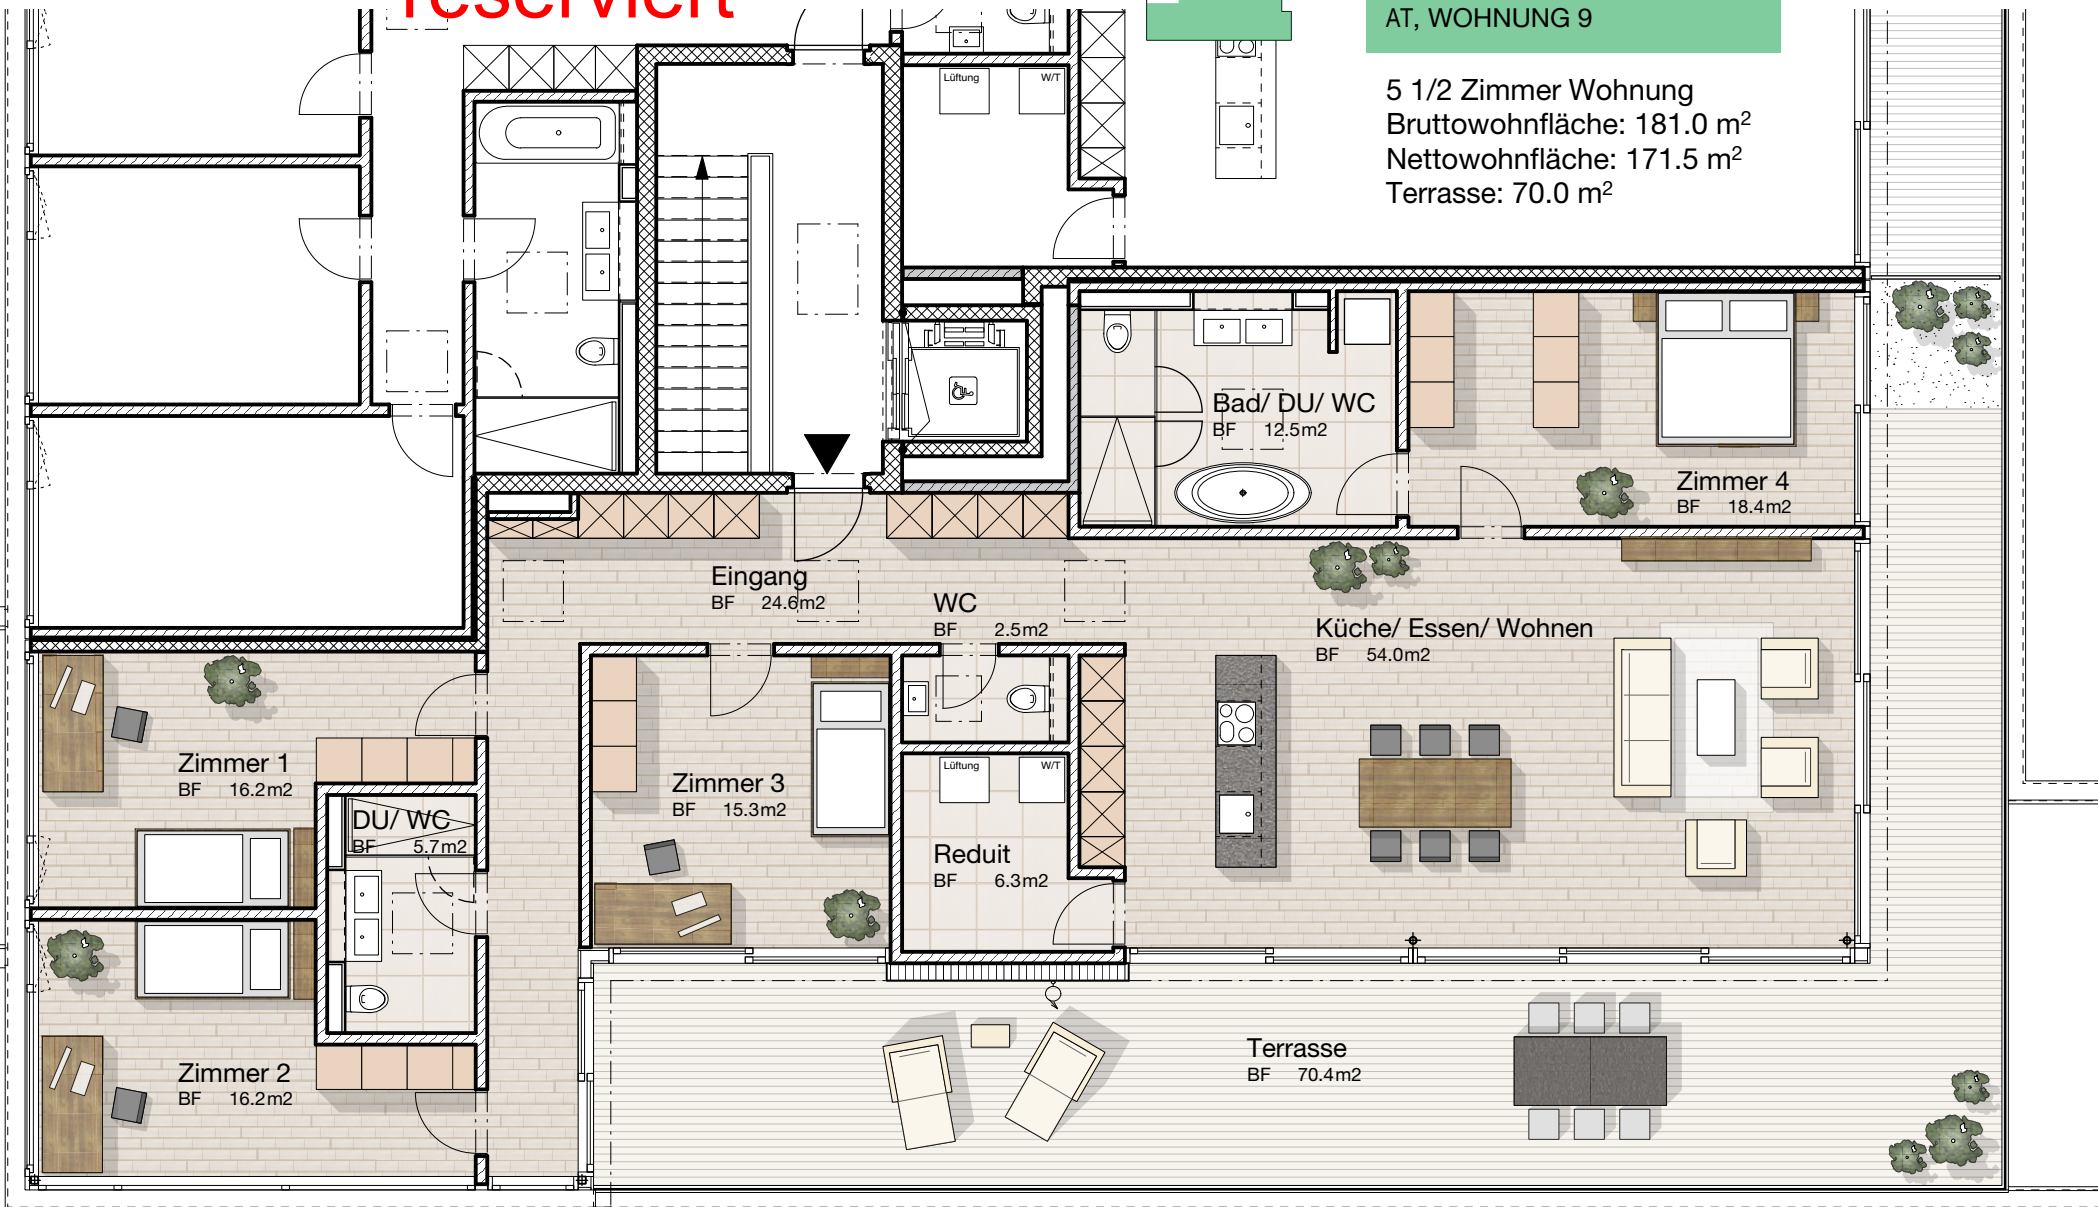 reserviert
AT, WOHNUNG 9
5 1/2 Zimmer Wohnung
Bruttowohnfläche: 181.0 m²
Nettowohnfläche: 171.5 m²
Terrasse: 70.0 m²
Lüftung
W/T
Bad/ DU/ WC
BF 12.5m2
Zimmer 4
BF 18.4m2
Eingang
BF 24.6m2
WC
BF 2.5m2
Küche/ Essen/ Wohnen
BF 54.0m2
Zimmer 1
BF 16.2m2
DU/ WC
BF 5.7m2
Zimmer 3
BF 15.3m2
Lüftung
W/T
Reduit
BF 6.3m2
Zimmer 2
BF 16.2m2
Terrasse
BF 70.4m2